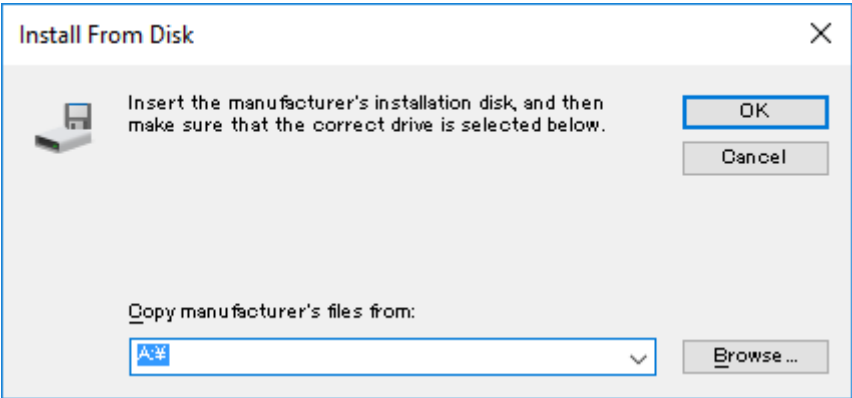 Install From Disk
Insert the manufacturer's installation disk, and then
make sure that the correct drive is selected below.
OK
Cancel
Copy manufacturer's files from:
A:¥
Browse...